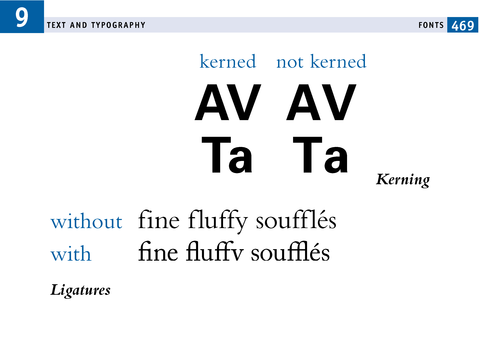 9
TEXT AND TYPOGRAPHY FONTS 469
kerned not kerned
AV AV
Ta Ta
Kerning
without fine fluffy soufflés
with fine fluffv soufflés
Ligatures